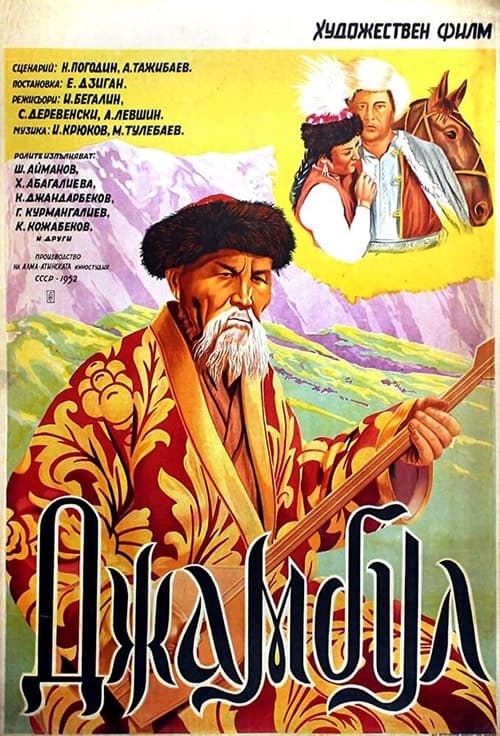 ХУДОЖЕСТВЕН ФИЛМ
СЦЕНАРИЙ: Н. ПОГОДИН, А. ТАЖИБАЕВ.
ПОСТАНОВКА: Е. ДЗИГАН.
РЕЖИСЬОРИ: И. БЕГАЛИН,
С. ДЕРЕВЕНСКИ, А. ЛЕВШИН.
МУЗИКА: И. КРЮКОВ, М. ТУЛЕБАЕВ.
РОЛИТЕ ИЗПЪЛНЯВАТ:
Ш. АЙМАНОВ,
Х. АБАГАЛИЕВА,
К. ДЖАНДАРБЕКОВ,
Г. КУРМАНГАЛИЕВ,
К. КОЖАБЕКОВ,
И ДРУГИ
ПРОИЗВОДСТВО
НА АЛМА-АТИНСКАТА КИНОСТУДИЯ
СССР - 1952
ДЖАМБУЛ